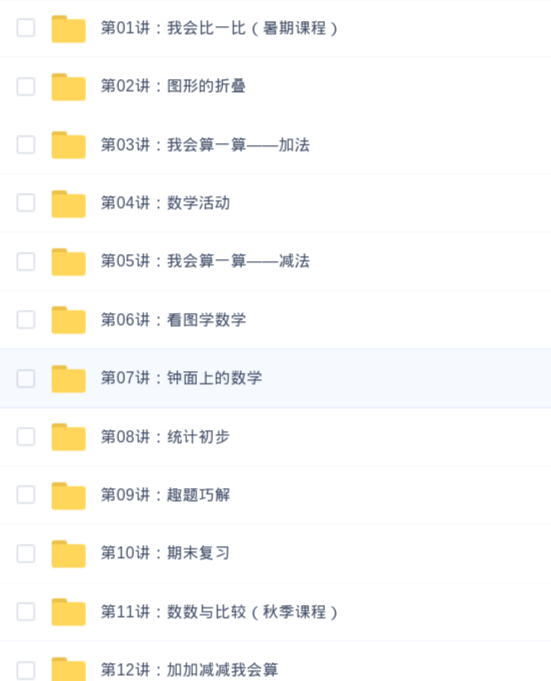 第01讲：我会比一比（暑期课程）
第02讲：图形的折叠
第03讲：我会算一算——加法
第04讲：数学活动
第05讲：我会算一算——减法
第06讲：看图学数学
第07讲：钟面上的数学
第08讲：统计初步
第09讲：趣题巧解
第10讲：期末复习
第11讲：数数与比较（秋季课程）
第12讲：加加减减我会算